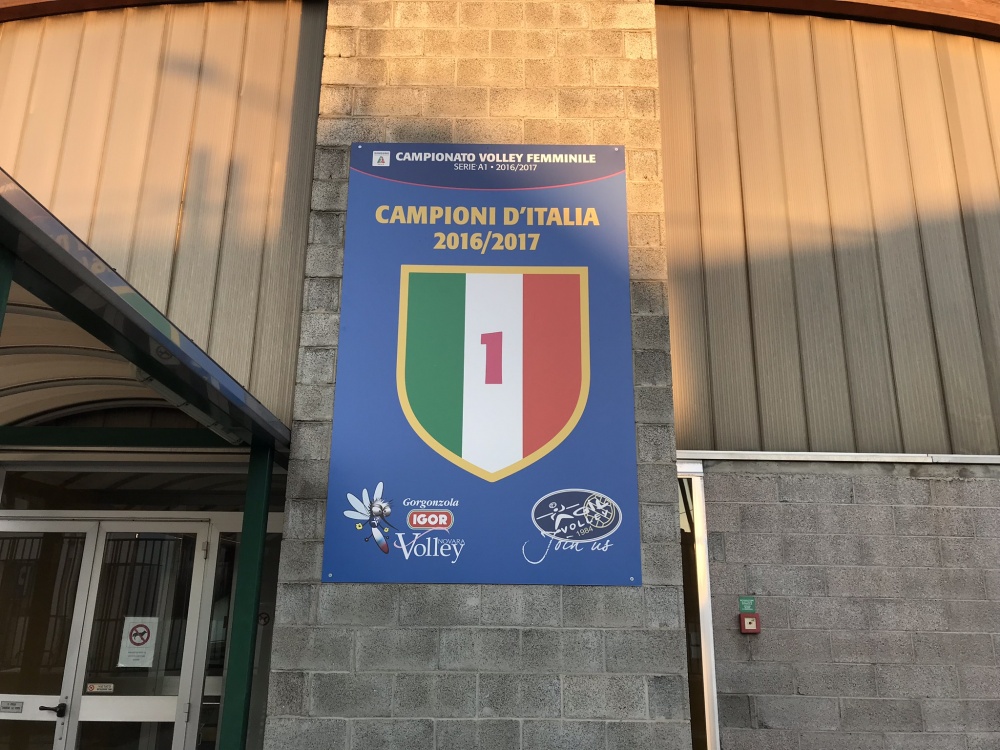 CAMPIONATO VOLLEY FEMMINILE
SERIE A1 • 2016/2017
CAMPIONI D'ITALIA
2016/2017
1
Gorgonzola
IGOR
NOVARA
Volley
VOLLEY
1984
Join us